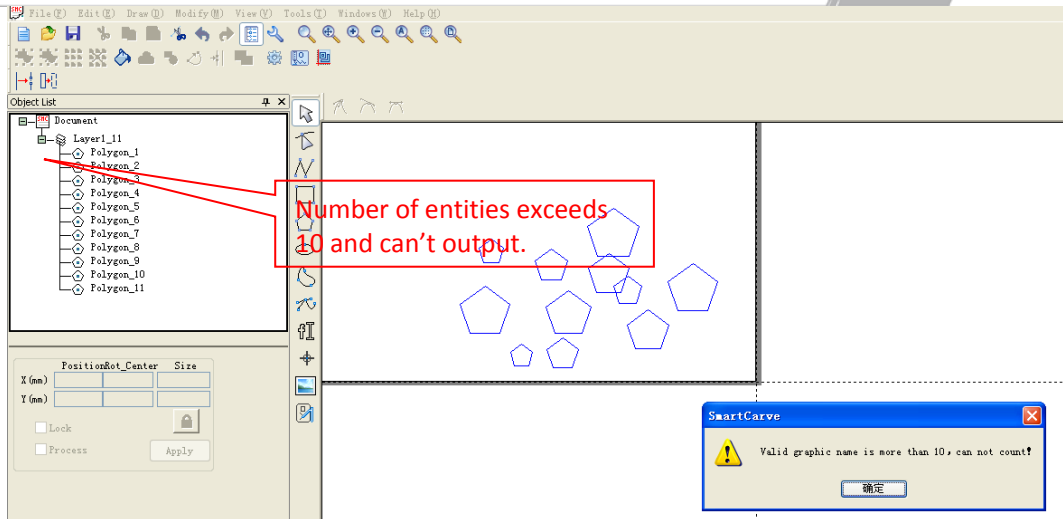 File(F) Edit(E) Draw(D) Modify(M) View(V) Tools(T) Windows(W) Help(H)
Object List
SMC Document
Layer1_11
Polygon_1
Polygon_2
Polygon_3
Polygon_4
Polygon_5
Polygon_6
Polygon_7
Polygon_8
Polygon_9
Polygon_10
Polygon_11
Number of entities exceeds
10 and can't output.
PositionRot_Center Size
X(mm)
Y(mm)
Lock
Process Apply
SmartCarve
Valid graphic name is more than 10, can not count!
确定